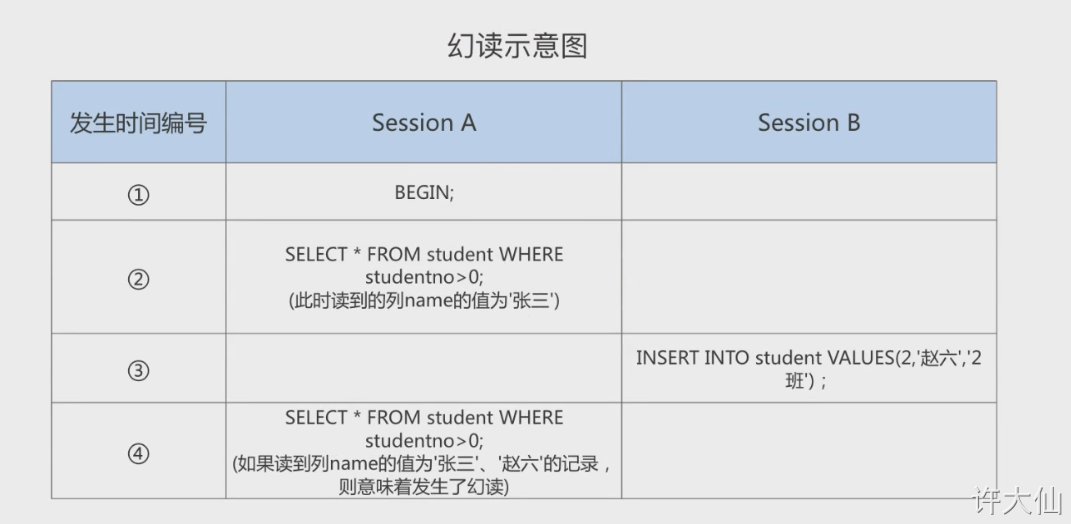 幻读示意图
发生时间编号
Session A
Session B
①
BEGIN;
②
SELECT * FROM student WHERE
studentno>0;
(此时读到的列name的值为'张三')
③
INSERT INTO student VALUES(2,'赵六','2
班')；
④
SELECT * FROM student WHERE
studentno>0;
(如果读到列name的值为'张三'、'赵六'的记录，
则意味着发生了幻读)
许大仙